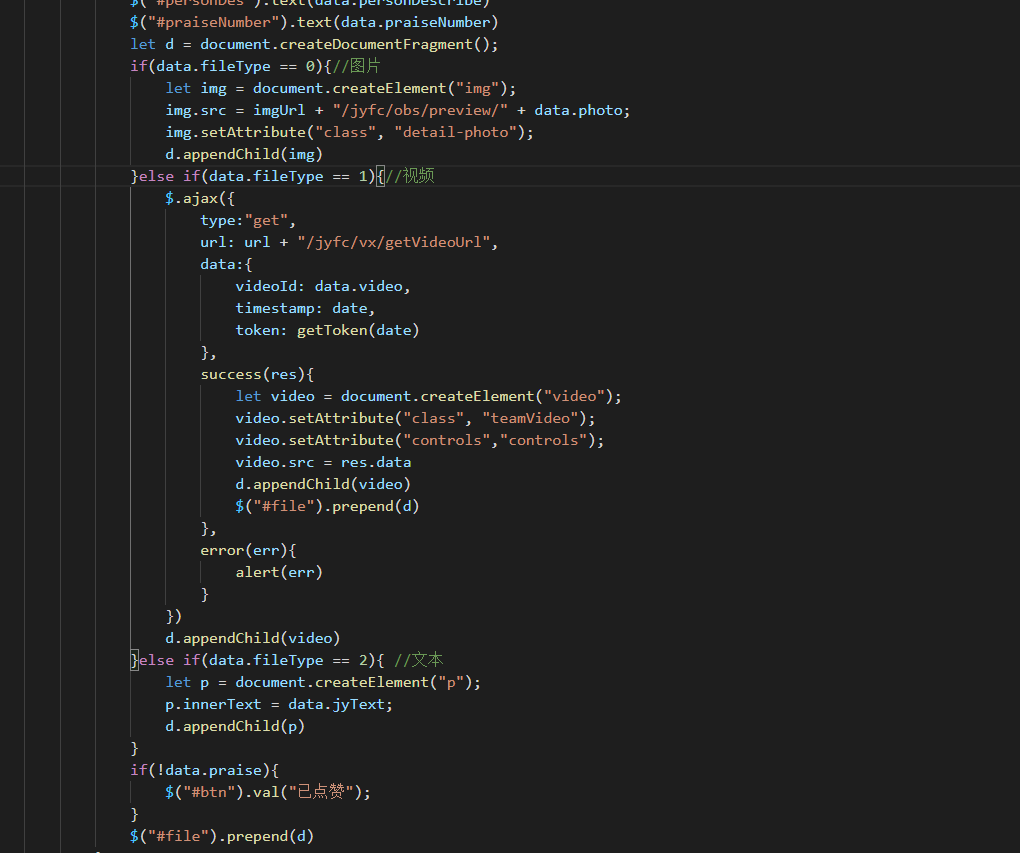 $("#personDes").text(data.personDescribe)
$("#praiseNumber").text(data.praiseNumber)
let d = document.createDocumentFragment();
if(data.fileType == 0){//图片
let img = document.createElement("img");
img.src = imgUrl + "/jyfc/obs/preview/" + data.photo;
img.setAttribute("class", "detail-photo");
d.appendChild(img)
}else if(data.fileType == 1){//视频
$.ajax({
type:"get",
url: url + "/jyfc/vx/getVideoUrl",
data:{
videoId: data.video,
timestamp: date,
token: getToken(date)
},
success(res){
let video = document.createElement("video");
video.setAttribute("class", "teamVideo");
video.setAttribute("controls","controls");
video.src = res.data
d.appendChild(video)
$("#file").prepend(d)
},
error(err){
alert(err)
}
})
d.appendChild(video)
}else if(data.fileType == 2){ //文本
let p = document.createElement("p");
p.innerText = data.jyText;
d.appendChild(p)
}
if(!data.praise){
$("#btn").val("已点赞");
}
$("#file").prepend(d)